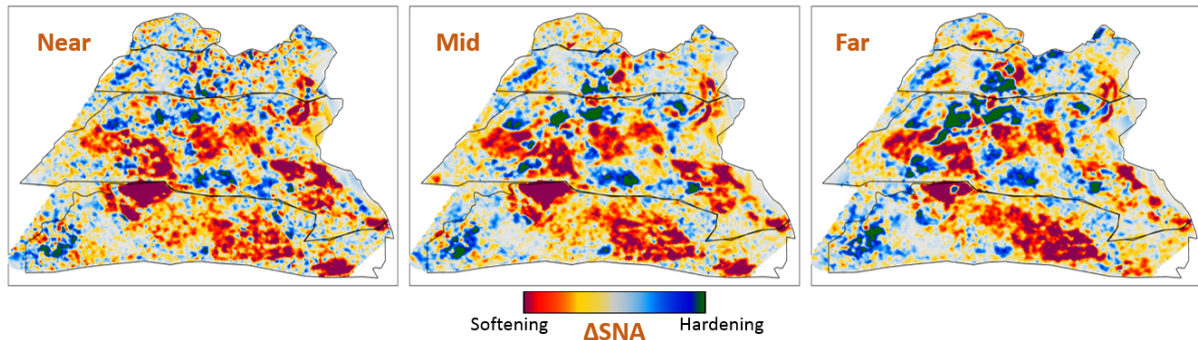 Near
Mid
Far
Softening
Hardening
ΔSNA